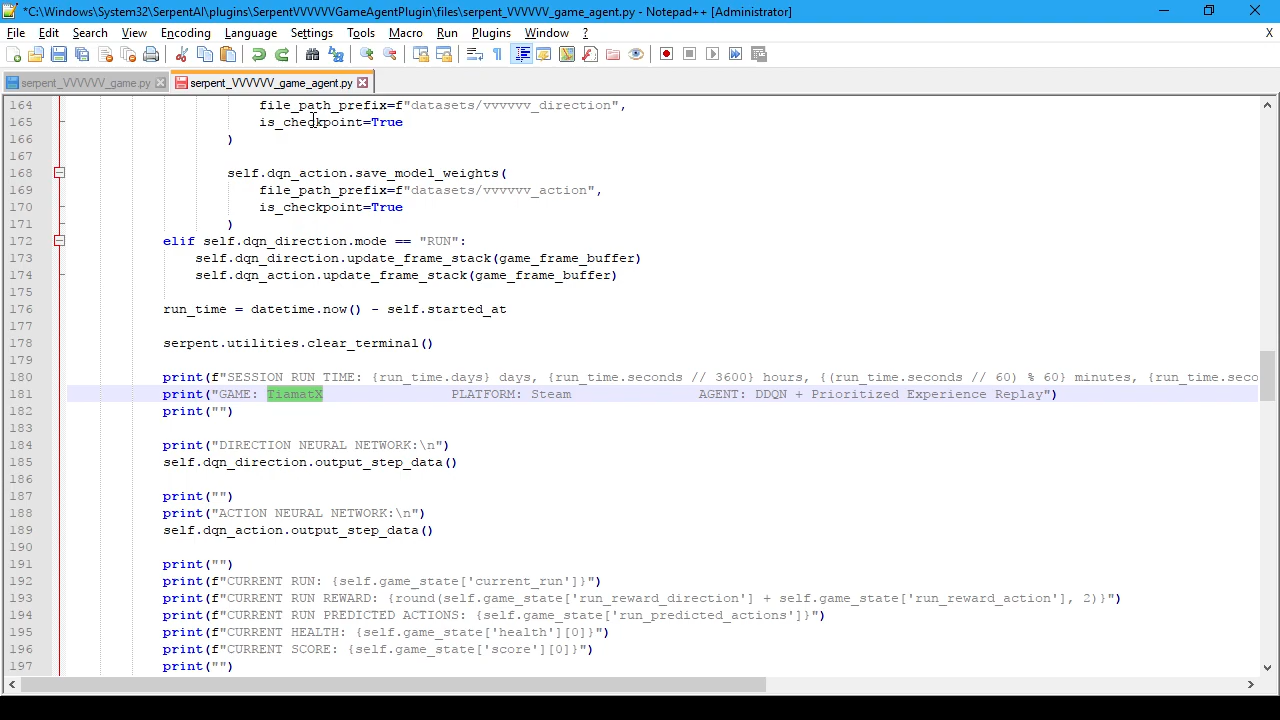 *C:\Windows\System32\SerpentAI\plugins\SerpentVVVVVVGameAgentPlugin\files\serpent_VVVVVV_game_agent.py - Notepad++ [Administrator]
File Edit Search View Encoding Language Settings Tools Macro Run Plugins Window ? X
serpent_VVVVVV_game.py serpent_VVVVVV_game_agent.py
164 file_path_prefix=f"datasets/vvvvvv_direction",
165 is_checkpoint=True
166 )
167
168 self.dqn_action.save_model_weights(
169 file_path_prefix=f"datasets/vvvvvv_action",
170 is_checkpoint=True
171 )
172 elif self.dqn_direction.mode == "RUN":
173 self.dqn_direction.update_frame_stack(game_frame_buffer)
174 self.dqn_action.update_frame_stack(game_frame_buffer)
175
176 run_time = datetime.now() - self.started_at
177
178 serpent.utilities.clear_terminal()
179
180 print(f"SESSION RUN TIME: {run_time.days} days, {run_time.seconds // 3600} hours, {(run_time.seconds // 60) % 60} minutes, {run_time.seco
181 print("GAME: TiamatX PLATFORM: Steam AGENT: DDQN + Prioritized Experience Replay")
182 print("")
183
184 print("DIRECTION NEURAL NETWORK:\n")
185 self.dqn_direction.output_step_data()
186
187 print("")
188 print("ACTION NEURAL NETWORK:\n")
189 self.dqn_action.output_step_data()
190
191 print("")
192 print(f"CURRENT RUN: {self.game_state['current_run']}")
193 print(f"CURRENT RUN REWARD: {round(self.game_state['run_reward_direction'] + self.game_state['run_reward_action'], 2)}")
194 print(f"CURRENT RUN PREDICTED ACTIONS: {self.game_state['run_predicted_actions']}")
195 print(f"CURRENT HEALTH: {self.game_state['health'][0]}")
196 print(f"CURRENT SCORE: {self.game_state['score'][0]}")
197 print("")